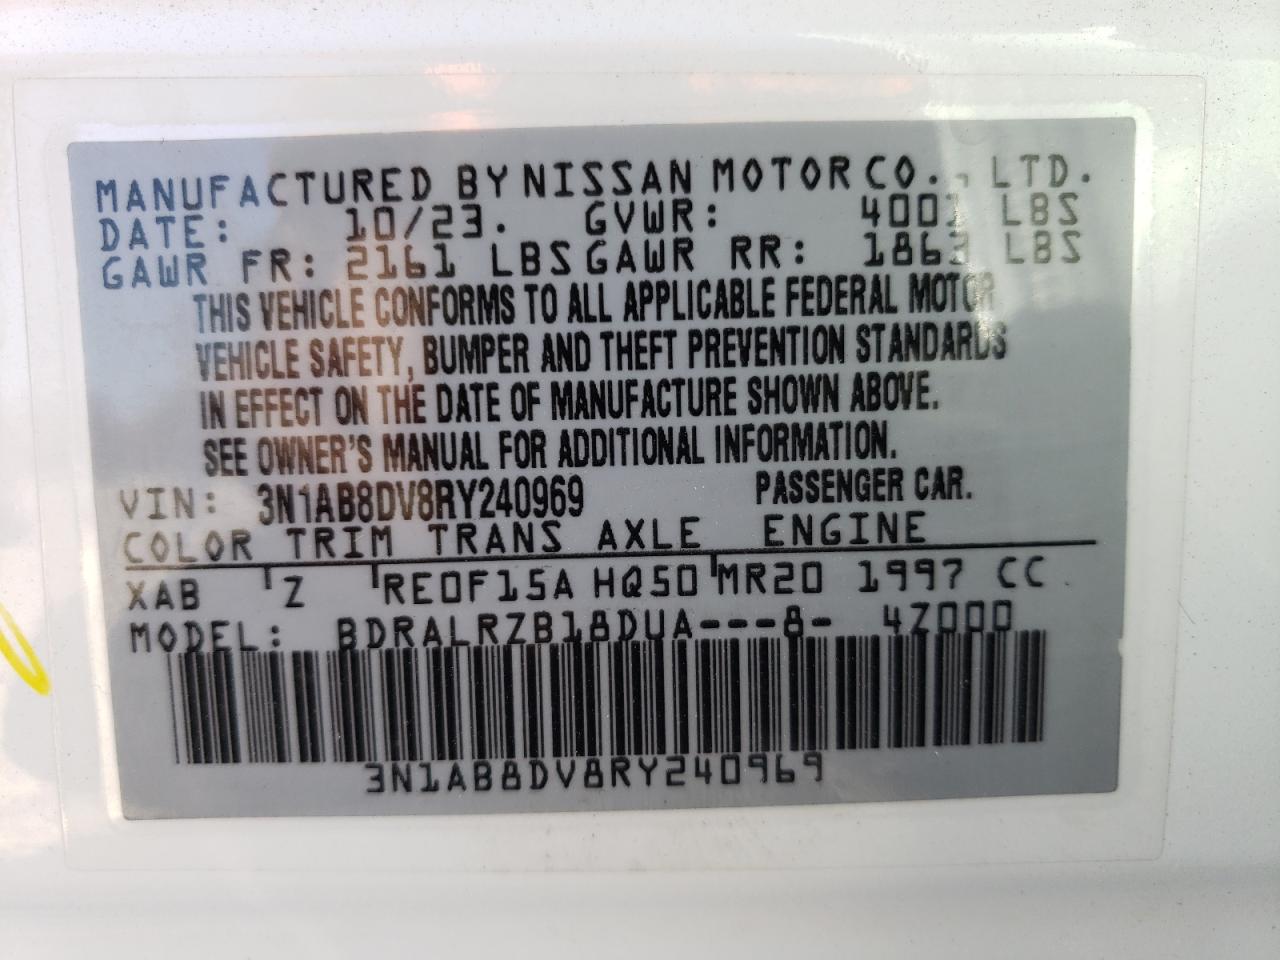 MANUFACTURED BY NISSAN MOTOR CO., LTD.
DATE: 10/23. GVWR: 4001 LBS
GAWR FR: 2161 LBS GAWR RR: 1863 LBS
THIS VEHICLE CONFORMS TO ALL APPLICABLE FEDERAL MOTOR
VEHICLE SAFETY, BUMPER AND THEFT PREVENTION STANDARDS
IN EFFECT ON THE DATE OF MANUFACTURE SHOWN ABOVE.
SEE OWNER'S MANUAL FOR ADDITIONAL INFORMATION.
VIN: 3N1AB8DV8RY240969 PASSENGER CAR.
COLOR TRIM TRANS AXLE ENGINE
XAB Z RE0F15A HQ50 MR20 1997 CC
MODEL: BDRALRZB18DUA---8- 4Z000
3N1AB8DV8RY240969